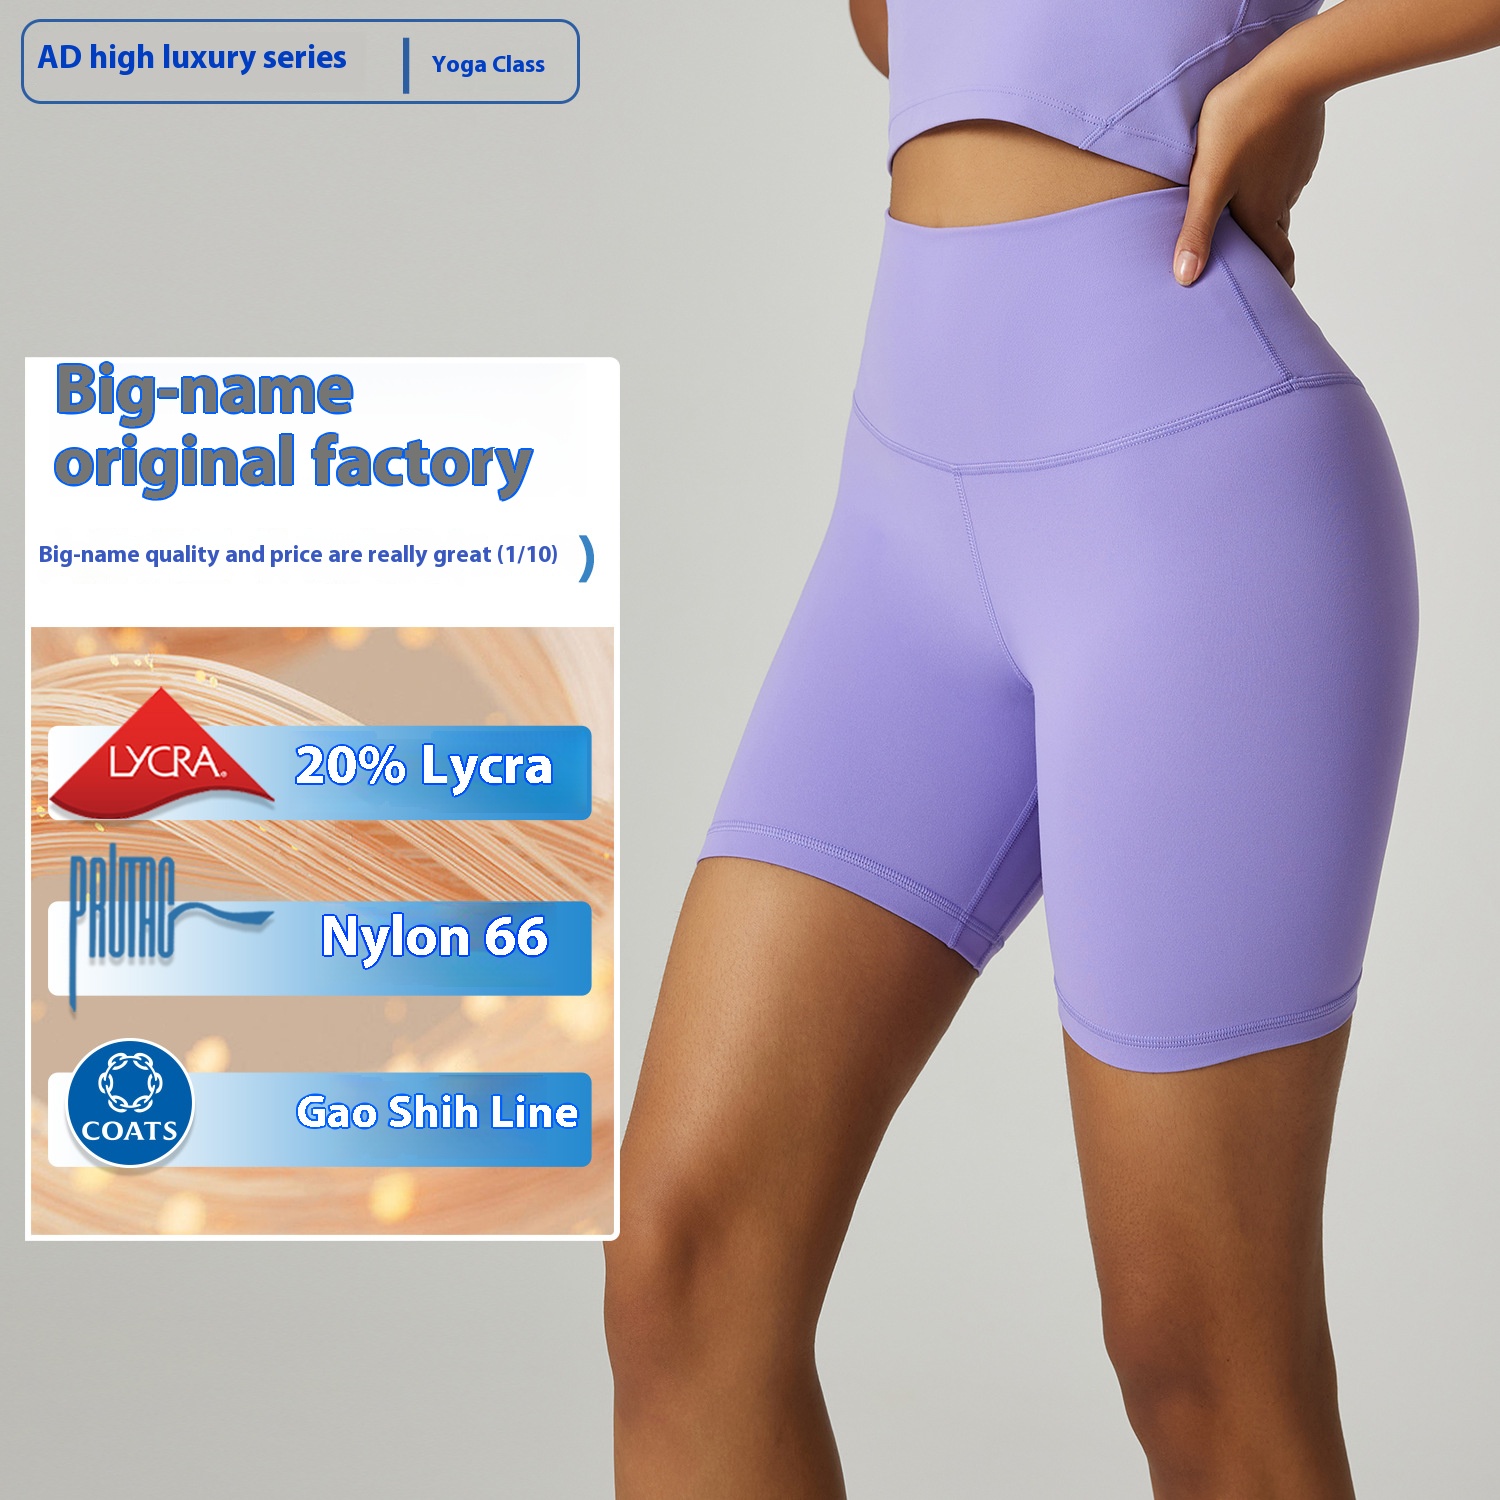 AD high luxury series
Yoga Class
Big-name
original factory
Big-name quality and price are really great (1/10) )
LYCRA®
20% Lycra
Nylon 66
COATS
Gao Shih Line